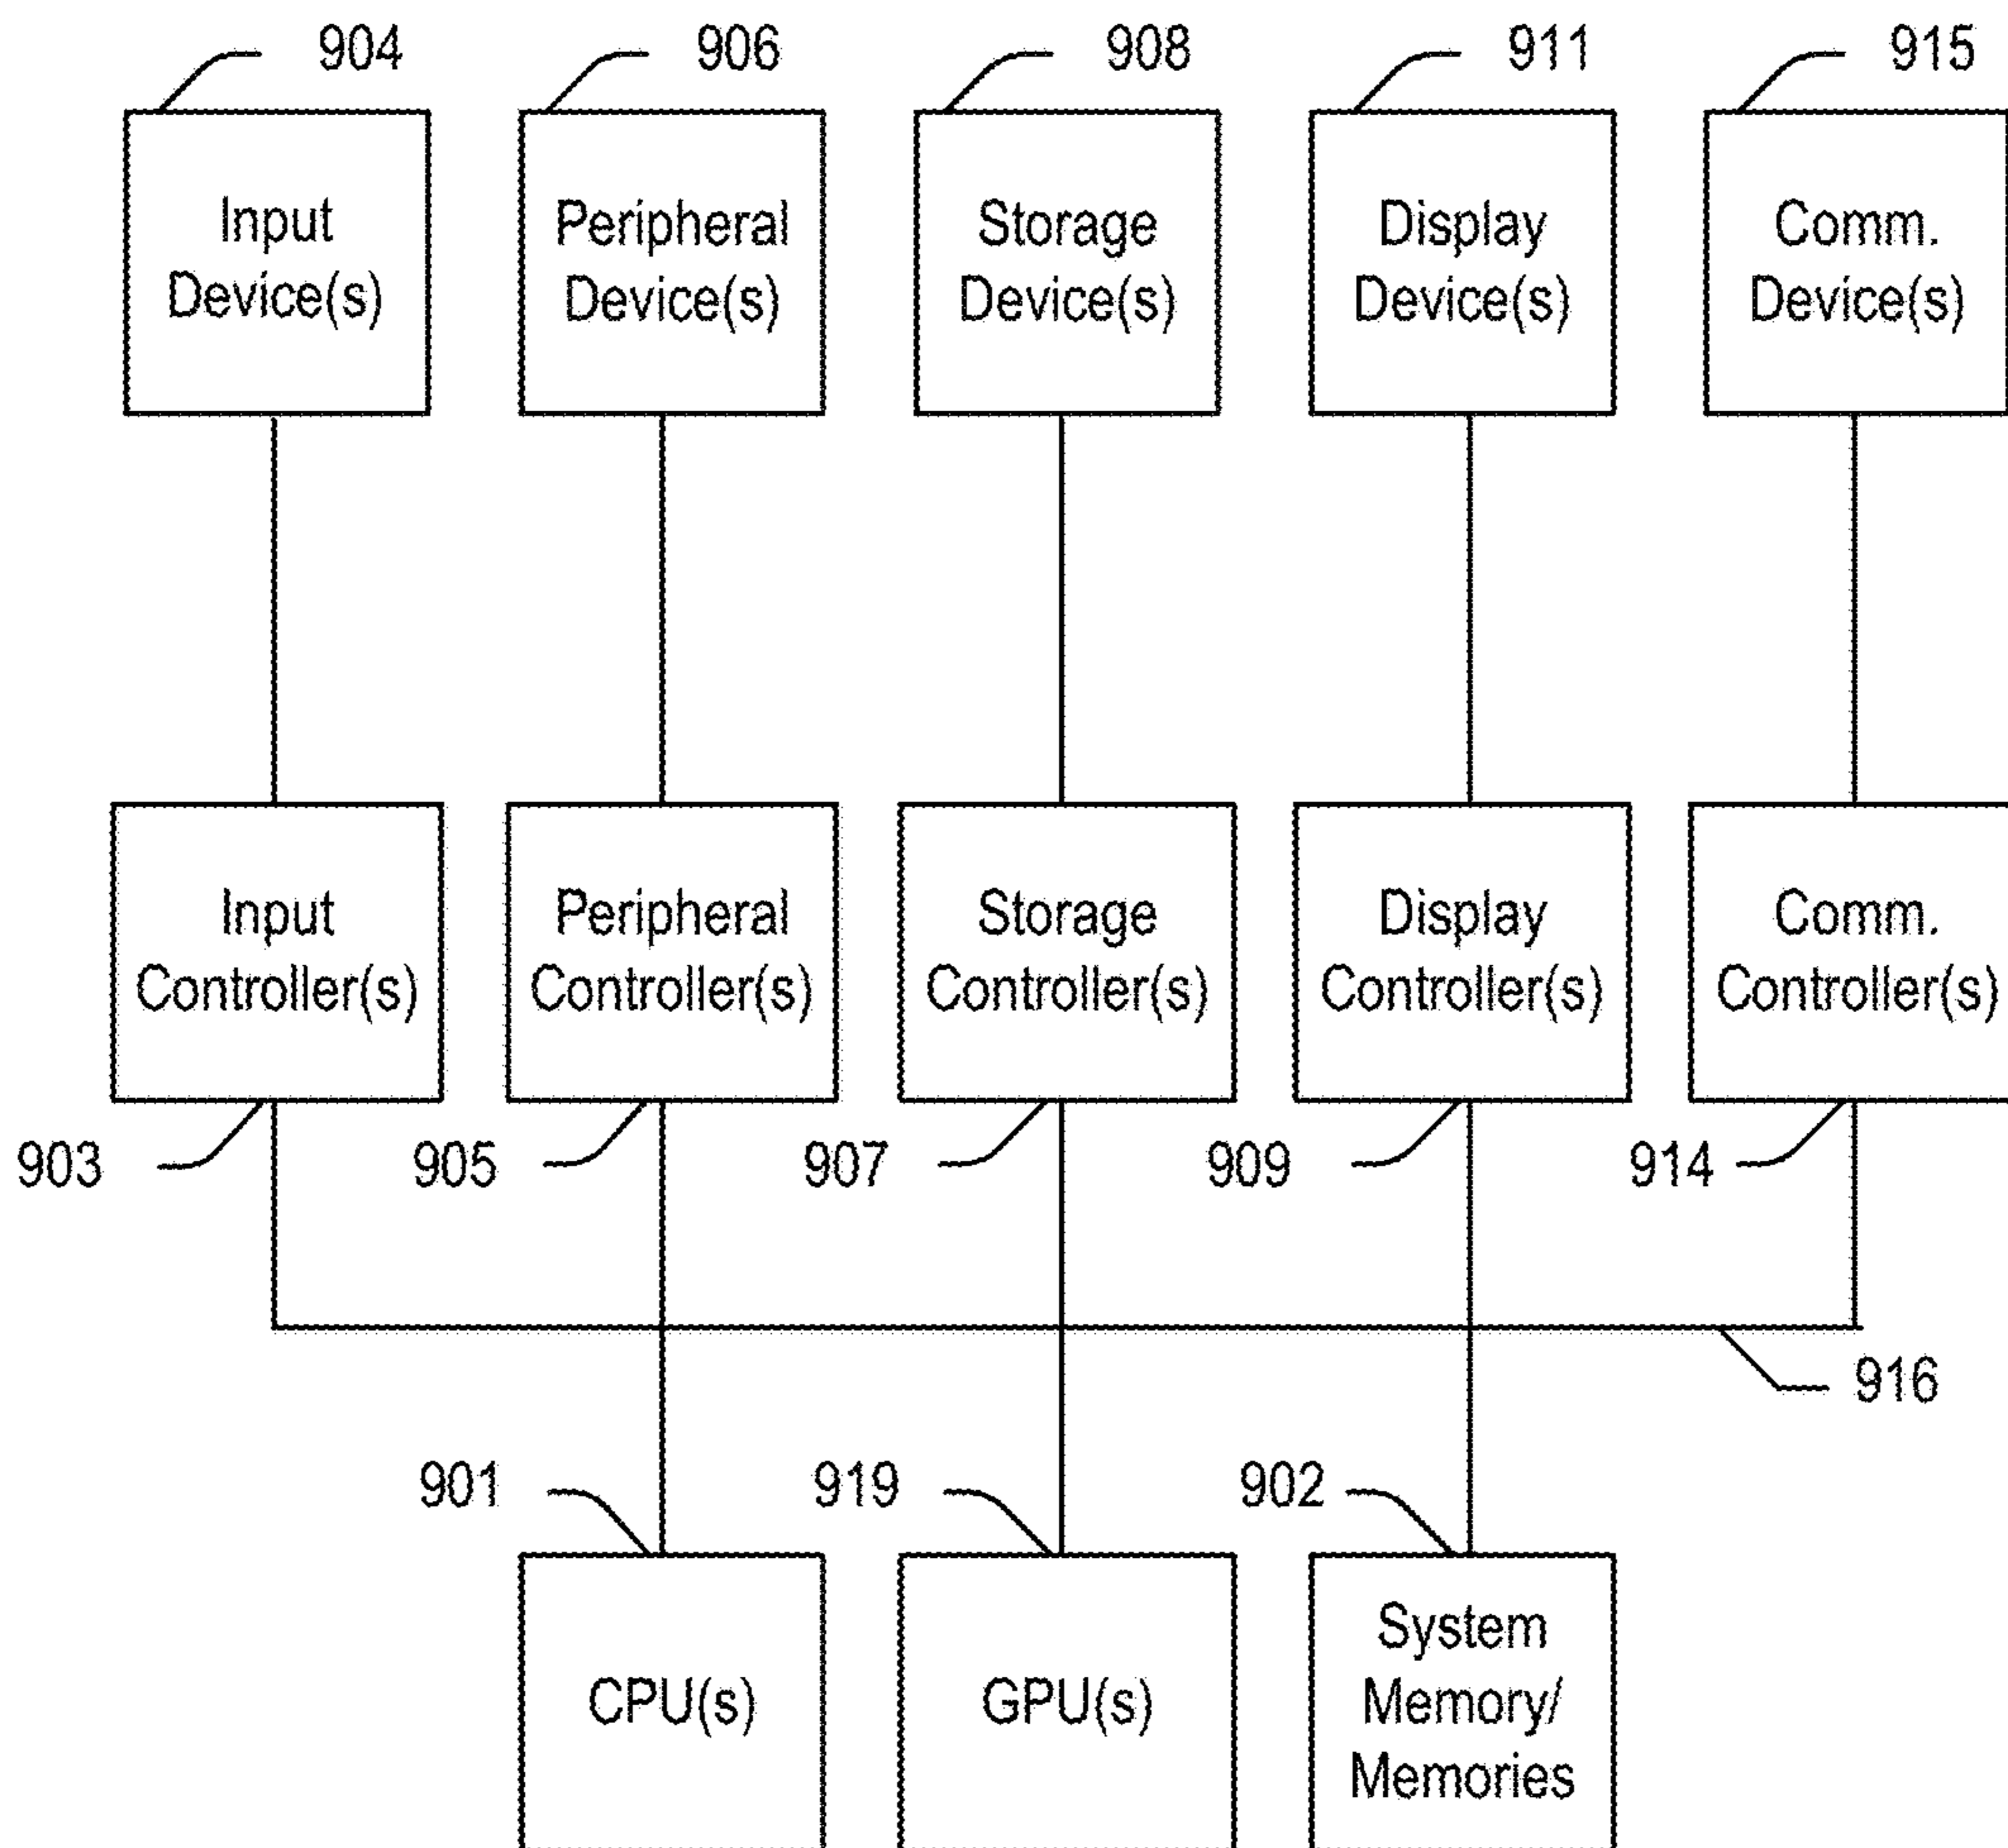 904
906
908
911
915
Input
Device(s)
Peripheral
Device(s)
Storage
Device(s)
Display
Device(s)
Comm.
Device(s)
Input
Controller(s)
Peripheral
Controller(s)
Storage
Controller(s)
Display
Controller(s)
Comm.
Controller(s)
903
905
907
909
914
916
901
919
902
CPU(s)
GPU(s)
System
Memory/
Memories